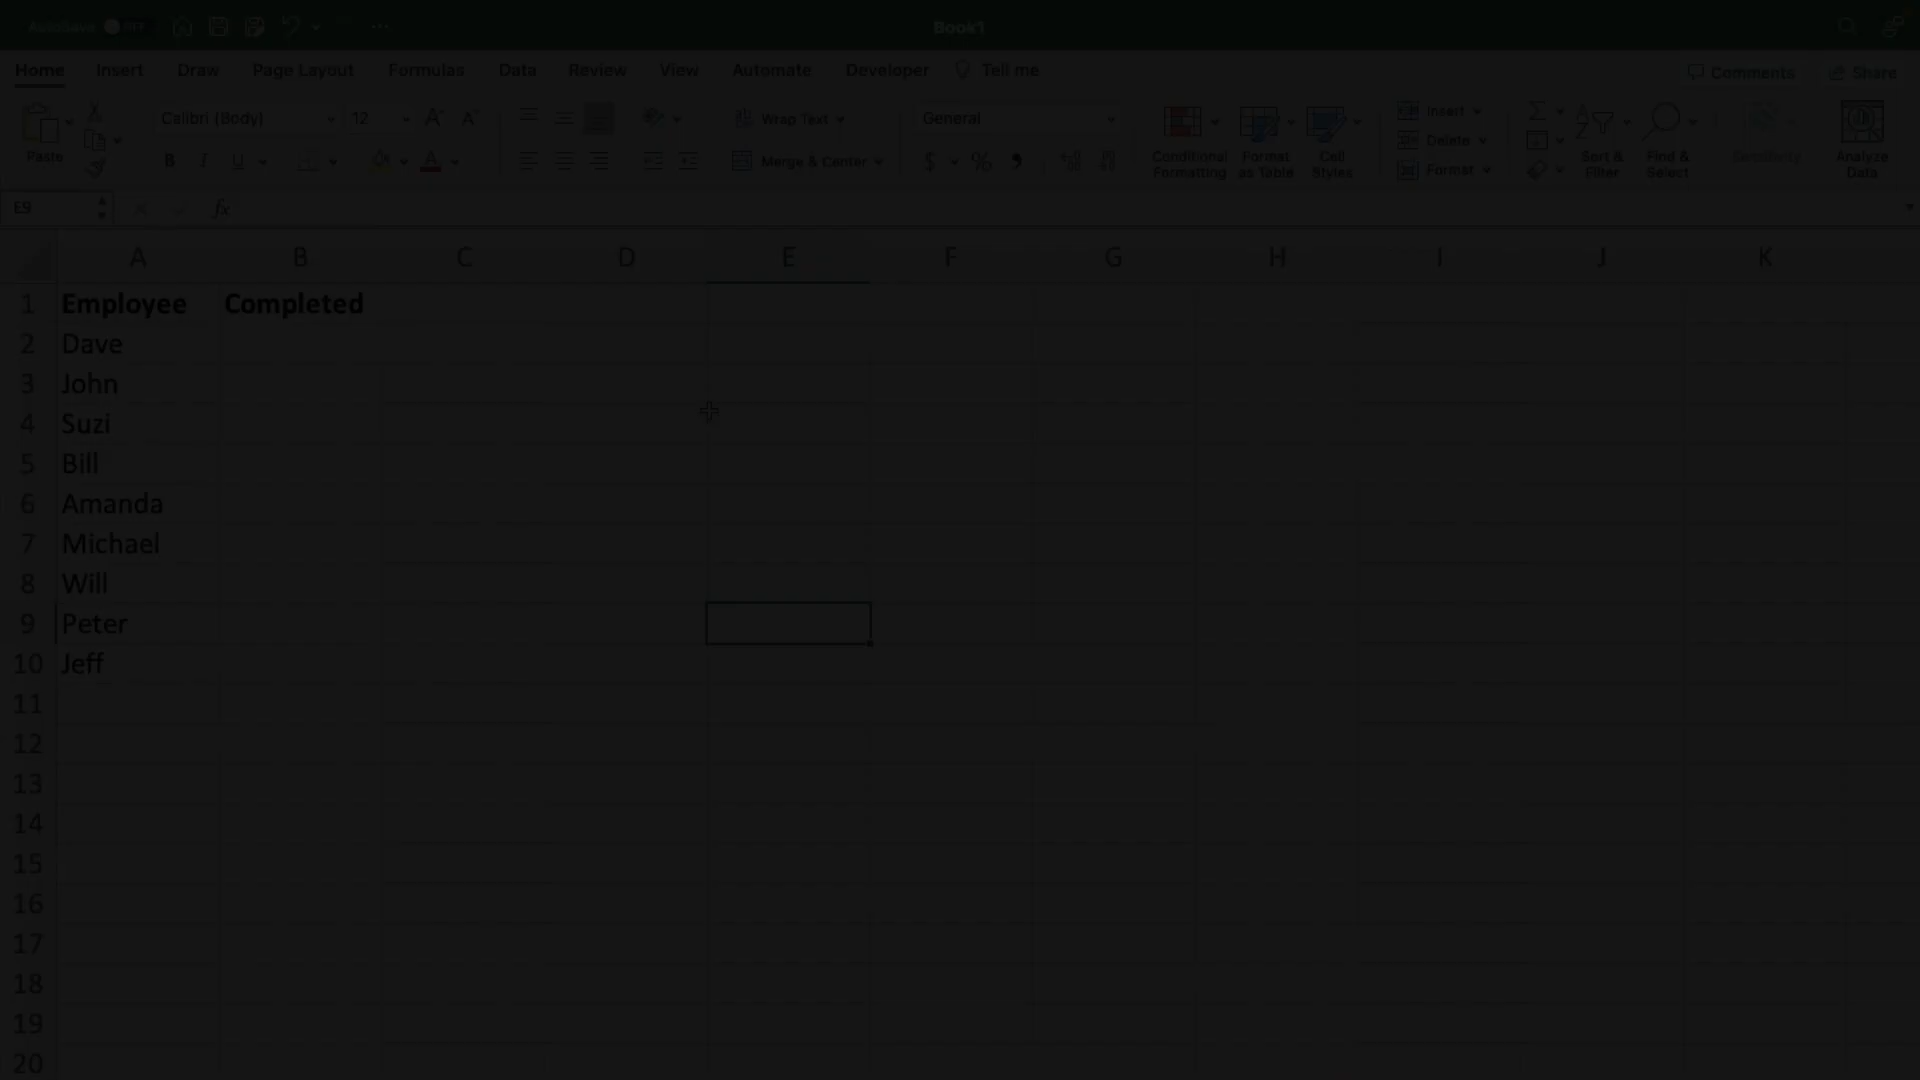 AutoSave OFF Book1
Home Insert Draw Page Layout Formulas Data Review View Automate Developer Tell me Comments Share
Calibri (Body) 12 Wrap Text General Insert
Paste B I U Merge & Center $ % Conditional Formatting Format as Table Cell Styles Delete Format Sort & Filter Find & Select Sensitivity Analyze Data
E9 fx
A B C D E F G H I J K
1 Employee Completed
2 Dave
3 John
4 Suzi
5 Bill
6 Amanda
7 Michael
8 Will
9 Peter
10 Jeff
11
12
13
14
15
16
17
18
19
20